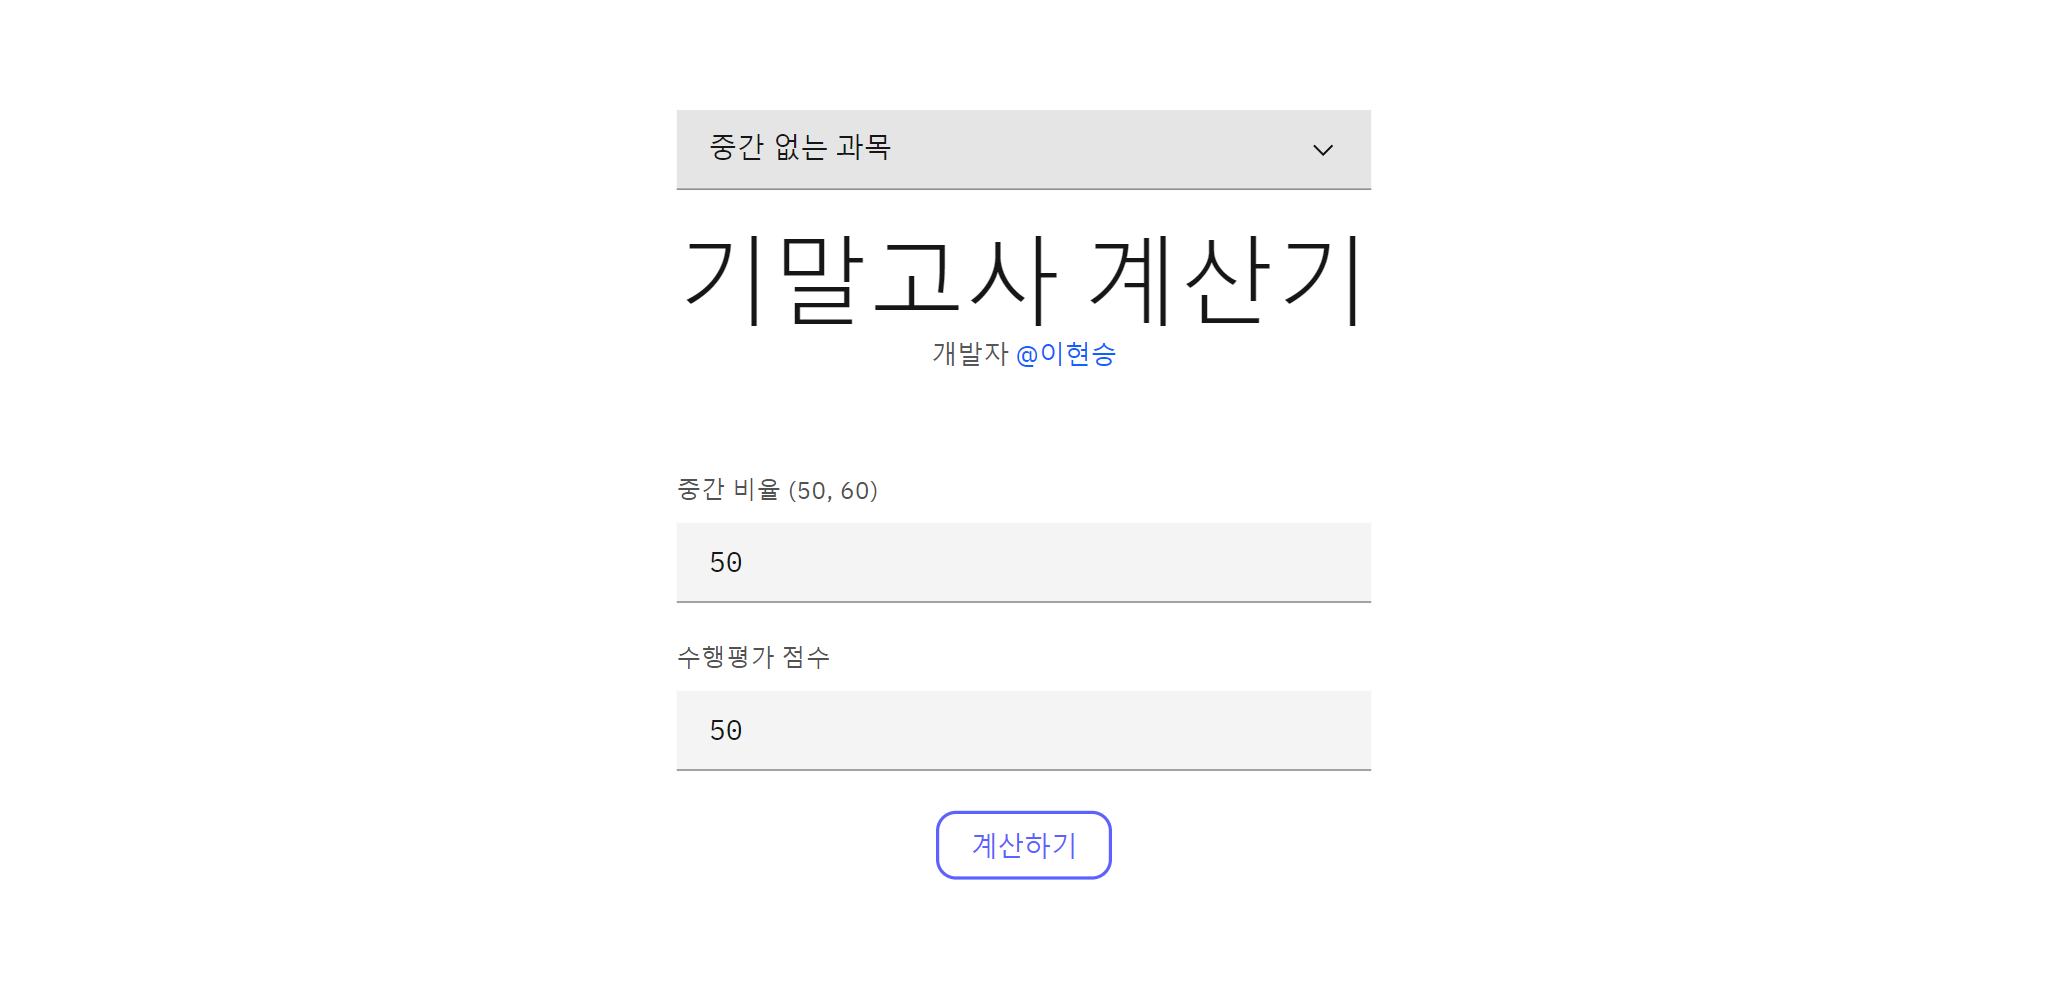 중간 없는 과목
기말고사 계산기
개발자 @이현승
중간 비율 (50, 60)
50
수행평가 점수
50
계산하기